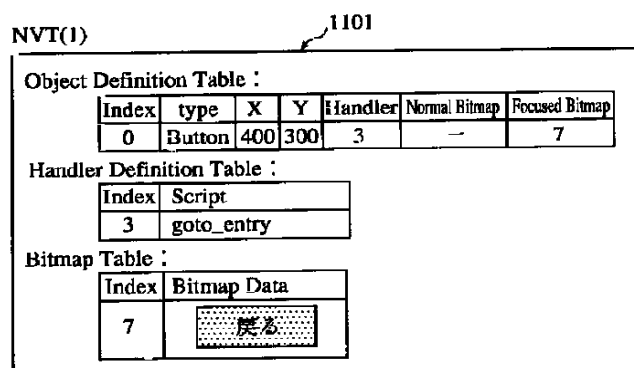 1101
NVT(1)
Object Definition Table :
Index type X Y Handler Normal Bitmap Focused Bitmap
0 Button 400 300 3 — 7
Handler Definition Table :
Index Script
3 goto_entry
Bitmap Table :
Index Bitmap Data
7 戻る